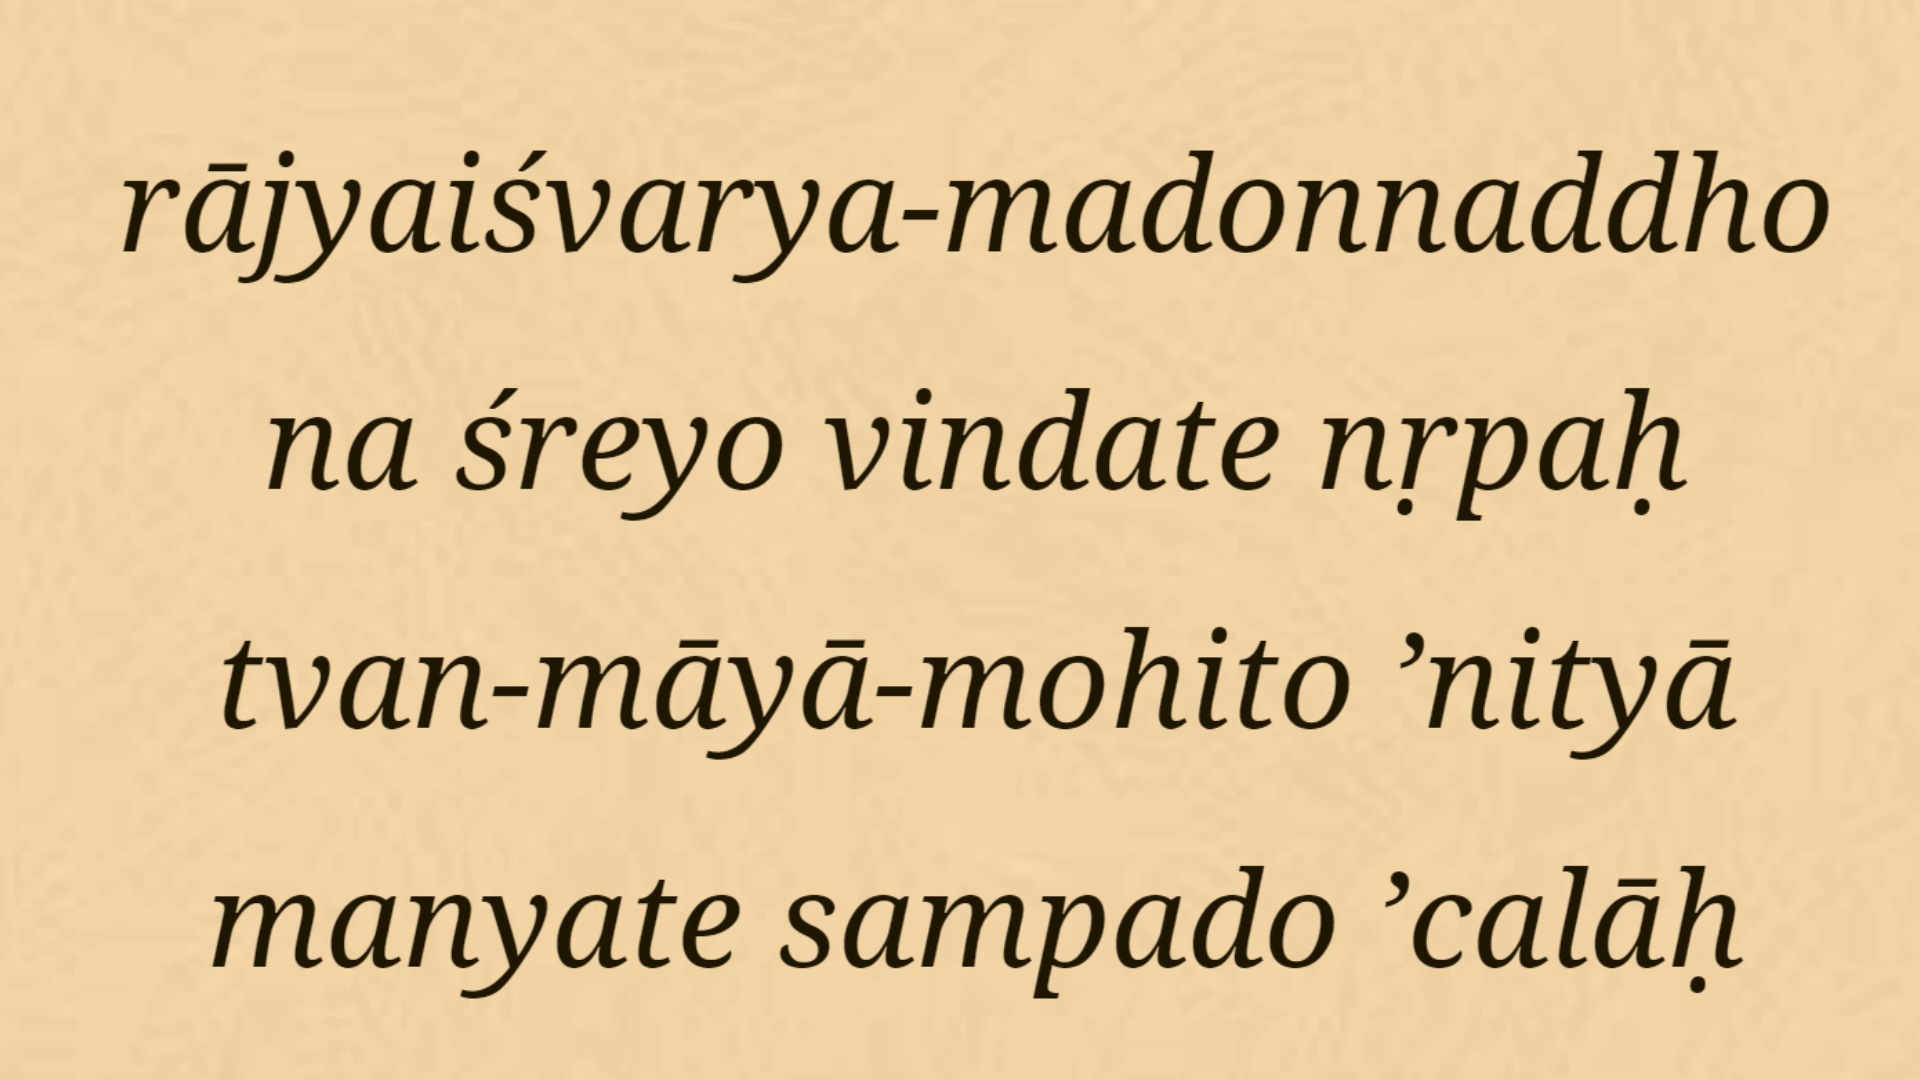 rājyaiśvarya-madonnaddho
na śreyo vindate nṛpaḥ
tvan-māyā-mohito ’nityā
manyate sampado ’calāḥ